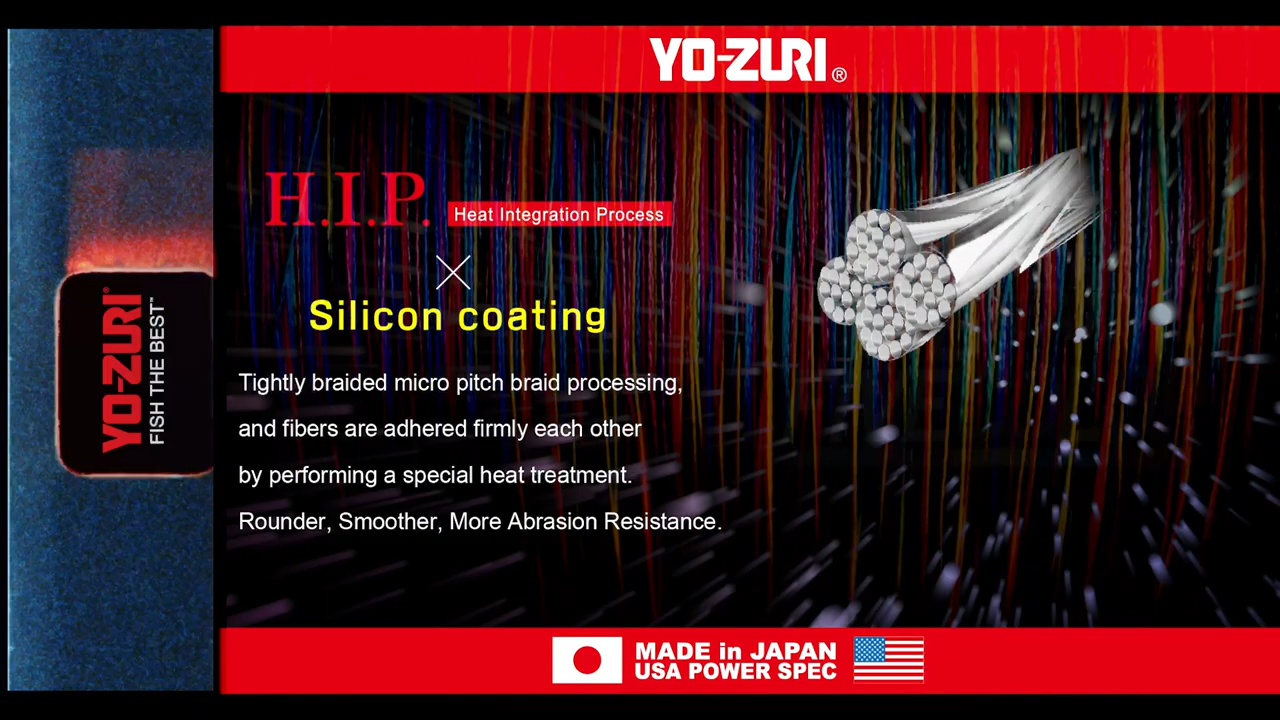 YO-ZURI®
H.I.P. Heat Integration Process
×
Silicon coating
Tightly braided micro pitch braid processing,
and fibers are adhered firmly each other
by performing a special heat treatment.
Rounder, Smoother, More Abrasion Resistance.
MADE in JAPAN
USA POWER SPEC
YO-ZURI®
FISH THE BEST™